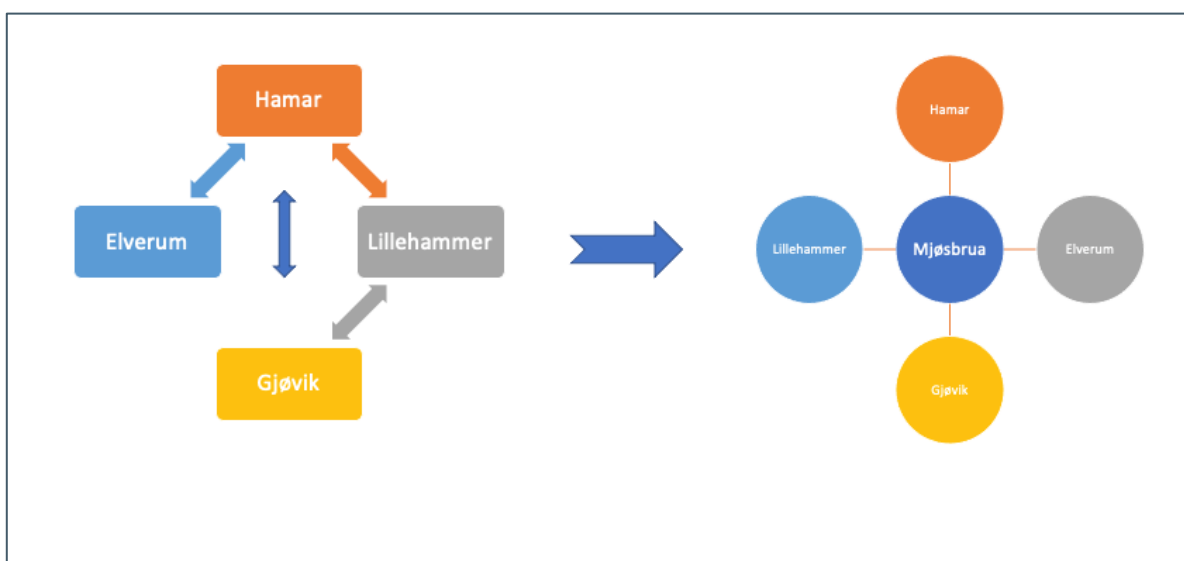 Hamar
Elverum
Lillehammer
Gjøvik
Hamar
Lillehammer
Mjøsbrua
Elverum
Gjøvik